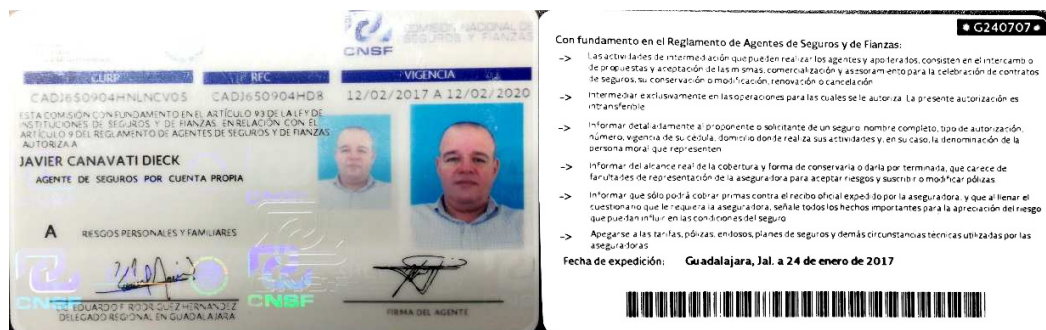 CNSF
COMISIÓN NACIONAL DE
SEGUROS Y FIANZAS
CURP
RFC
VIGENCIA
CADJ650904HNLNCV05
CADJ650904HD8
12/02/2017 A 12/02/2020
ESTA COMISIÓN CON FUNDAMENTO EN EL ARTÍCULO 93 DE LA LEY DE
INSTITUCIONES DE SEGUROS Y DE FIANZAS, EN RELACIÓN CON EL
ARTÍCULO 9 DEL REGLAMENTO DE AGENTES DE SEGUROS Y DE FIANZAS
AUTORIZA A
JAVIER CANAVATI DIECK
AGENTE DE SEGUROS POR CUENTA PROPIA
A RIESGOS PERSONALES Y FAMILIARES
CNSF
CNSF
EDUARDO F. RODRIGUEZ HERNANDEZ
DELEGADO REGIONAL EN GUADALAJARA
FIRMA DEL AGENTE
* G240707 *
Con fundamento en el Reglamento de Agentes de Seguros y de Fianzas:
-> Las actividades de intermediación que pueden realizar los agentes y apoderados, consisten en el intercambio
de propuestas y aceptación de las mismas, comercialización y asesoramiento para la celebración de contratos
de seguros, su conservación o modificación, renovación o cancelación
-> Intermediar exclusivamente en las operaciones para las cuales se le autoriza. La presente autorización es
intransferible
-> Informar detalladamente al proponente o solicitante de un seguro: nombre completo, tipo de autorización,
número, vigencia de su cédula, domicilio donde realiza sus actividades y, en su caso, la denominación de la
persona moral que representen
-> Informar del alcance real de la cobertura y forma de conservarla o darla por terminada, que carece de
facultades de representación de la aseguradora para aceptar riesgos y suscribir o modificar pólizas
-> Informar que sólo podrá cobrar primas contra el recibo oficial expedido por la aseguradora, y que al llenar el
cuestionario que le requiera la aseguradora, señale todos los hechos importantes para la apreciación del riesgo
que puedan influir en las condiciones del seguro
-> Apegarse a las tarifas, pólizas, endosos, planes de seguros y demás circunstancias técnicas utilizadas por las
aseguradoras
Fecha de expedición: Guadalajara, Jal. a 24 de enero de 2017